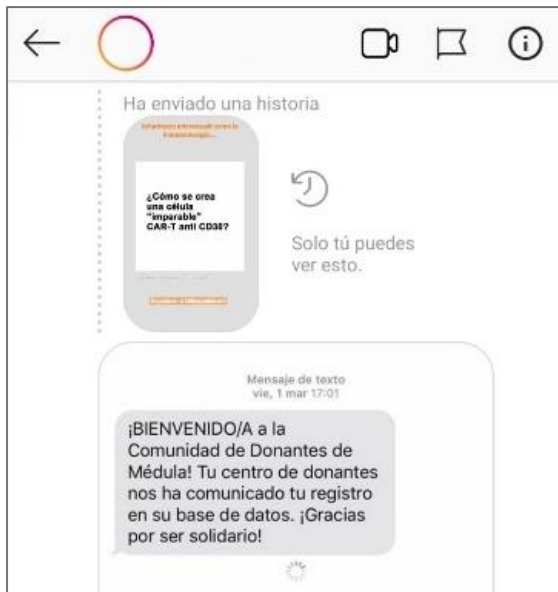 Ha enviado una historia
¿Cómo se crea
una célula
"imparable"
CAR-T anti CD30?
Solo tú puedes
ver esto.
Mensaje de texto
vie, 1 mar 17:01
¡BIENVENIDO/A a la
Comunidad de Donantes de
Médula! Tu centro de donantes
nos ha comunicado tu registro
en su base de datos. ¡Gracias
por ser solidario!